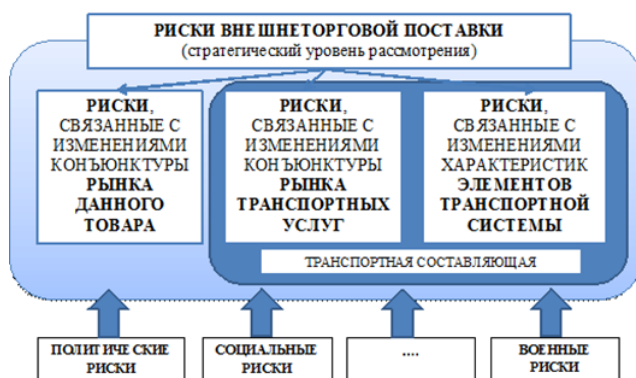 РИСКИ ВНЕШНЕТОРГОВОЙ ПОСТАВКИ
(стратегический уровень рассмотрения)
РИСКИ,
СВЯЗАННЫЕ С
ИЗМЕНЕНИЯМИ
КОНЪЮНКТУРЫ
РЫНКА
ДАННОГО
ТОВАРА
РИСКИ,
СВЯЗАННЫЕ С
ИЗМЕНЕНИЯМИ
КОНЪЮНКТУРЫ
РЫНКА
ТРАНСПОРТНЫХ
УСЛУГ
РИСКИ,
СВЯЗАННЫЕ С
ИЗМЕНЕНИЯМИ
ХАРАКТЕРИСТИК
ЭЛЕМЕНТОВ
ТРАНСПОРТНОЙ
СИСТЕМЫ
ТРАНСПОРТНАЯ СОСТАВЛЯЮЩАЯ
ПОЛИТИЧЕСКИЕ
РИСКИ
СОЦИАЛЬНЫЕ
РИСКИ
....
ВОЕННЫЕ
РИСКИ